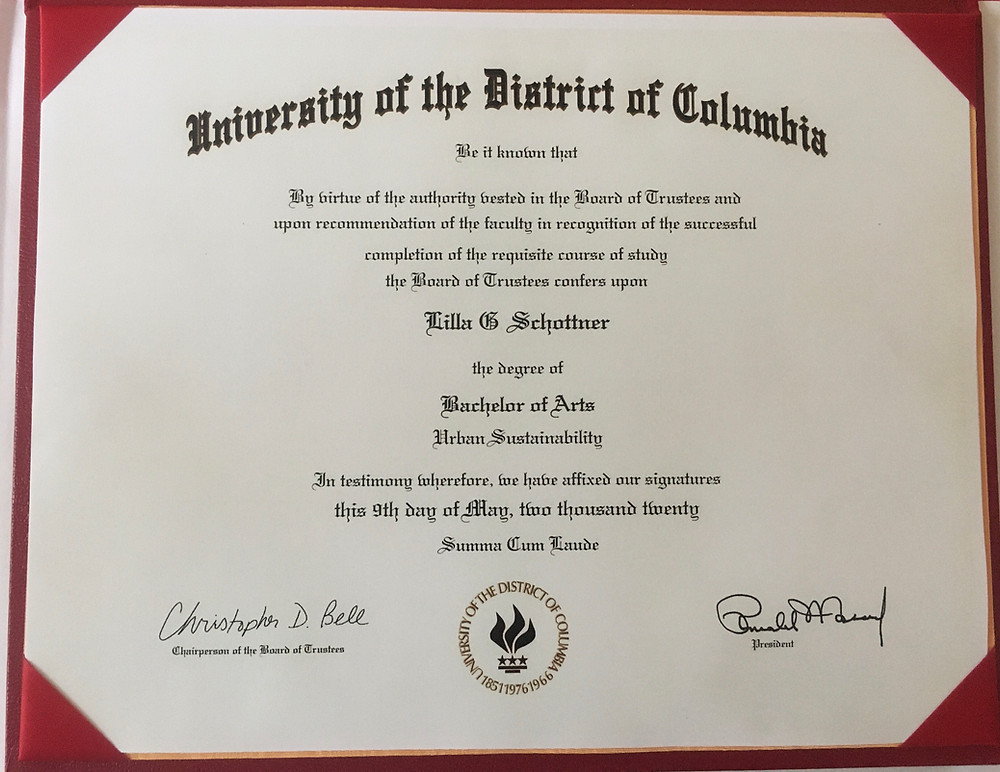 University of the District of Columbia
Be it known that
By virtue of the authority vested in the Board of Trustees and
upon recommendation of the faculty in recognition of the successful
completion of the requisite course of study
the Board of Trustees confers upon
Lilla G Schottner
the degree of
Bachelor of Arts
Urban Sustainability
In testimony wherefore, we have affixed our signatures
this 9th day of May, two thousand twenty
Summa Cum Laude
Christopher D. Bell
Chairperson of the Board of Trustees
UNIVERSITY OF THE DISTRICT OF COLUMBIA
185119761966
President